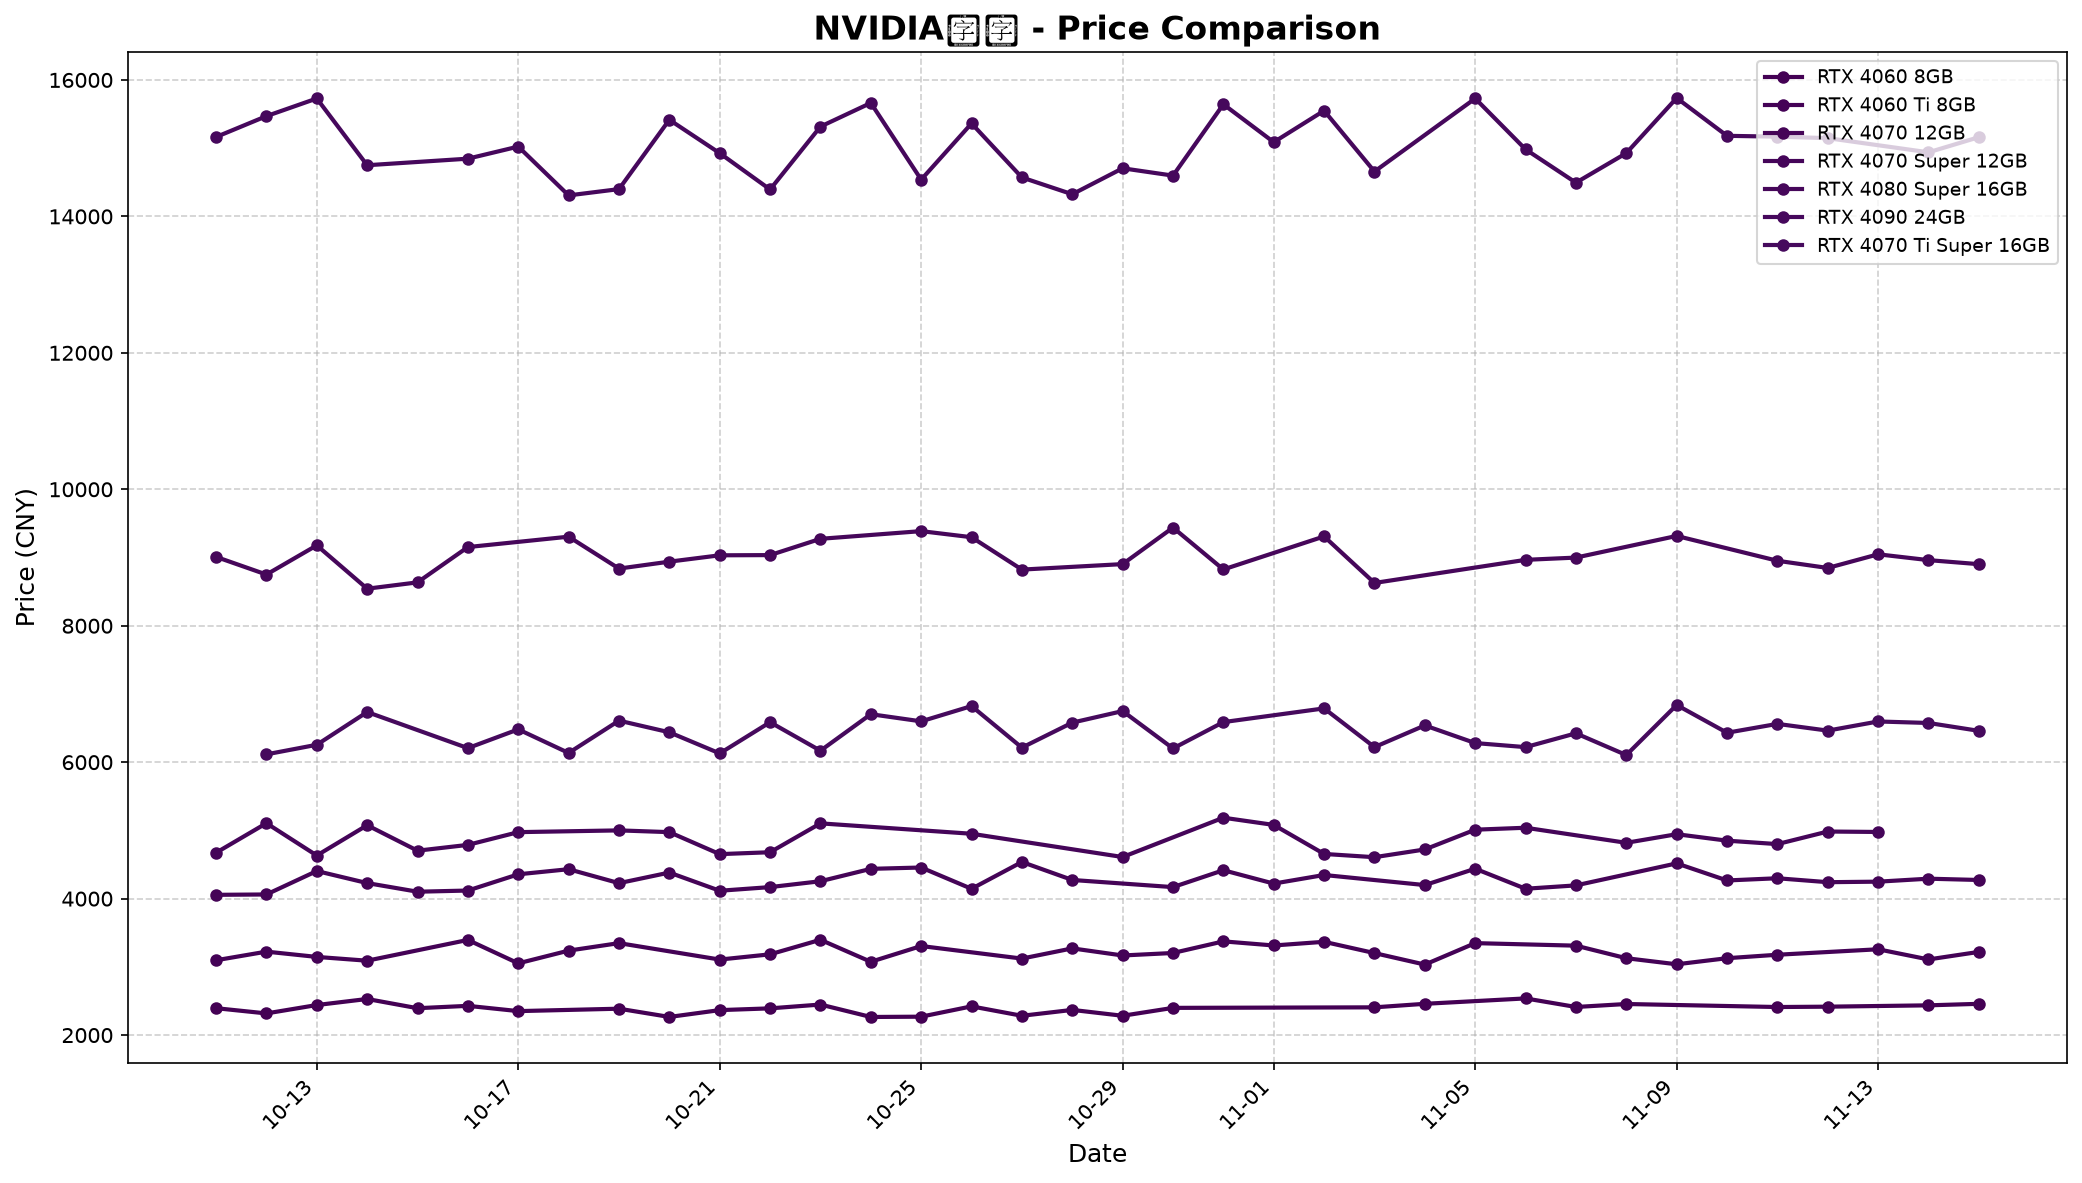 NVIDIA - Price Comparison
16000
14000
12000
10000
8000
6000
4000
2000
Price (CNY)
RTX 4060 8GB
RTX 4060 Ti 8GB
RTX 4070 12GB
RTX 4070 Super 12GB
RTX 4080 Super 16GB
RTX 4090 24GB
RTX 4070 Ti Super 16GB
10-13
10-17
10-21
10-25
10-29
11-01
11-05
11-09
11-13
Date